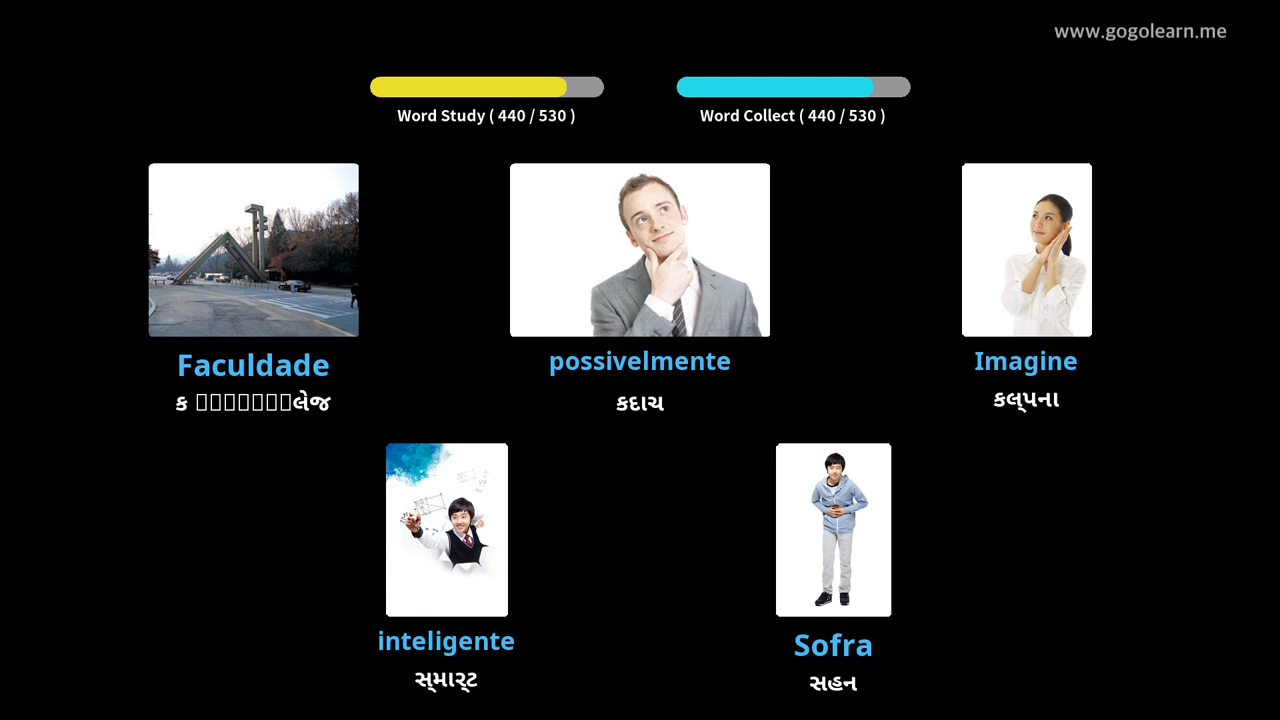 www.gogolearn.me
Word Study ( 440 / 530 )
Word Collect ( 440 / 530 )
Faculdade
ક □□□□□□□લેજ
possivelmente
કદાચ
Imagine
કલ્‌પના
inteligente
સ્‌માર્‌ટ
Sofra
સહન